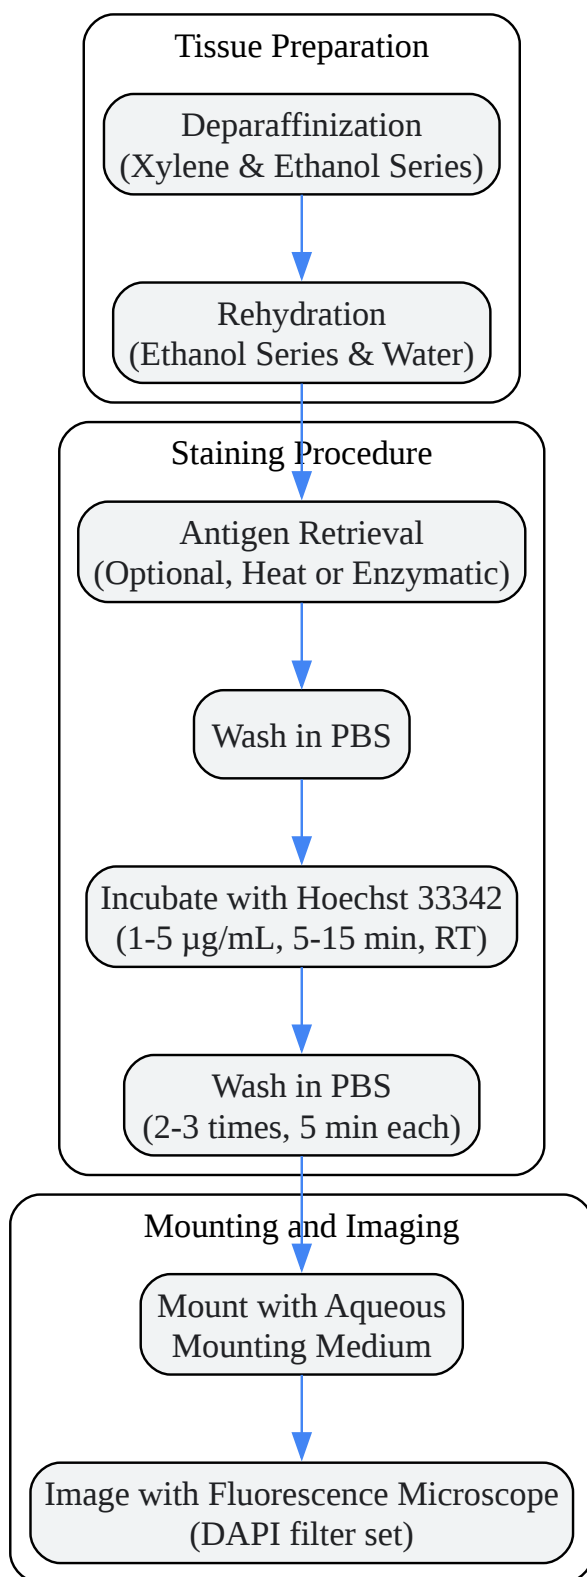 Tissue Preparation
Deparaffinization
(Xylene & Ethanol Series)
Rehydration
(Ethanol Series & Water)
Staining Procedure
Antigen Retrieval
(Optional, Heat or Enzymatic)
Wash in PBS
Incubate with Hoechst 33342
(1-5 µg/mL, 5-15 min, RT)
Wash in PBS
(2-3 times, 5 min each)
Mounting and Imaging
Mount with Aqueous
Mounting Medium
Image with Fluorescence Microscope
(DAPI filter set)